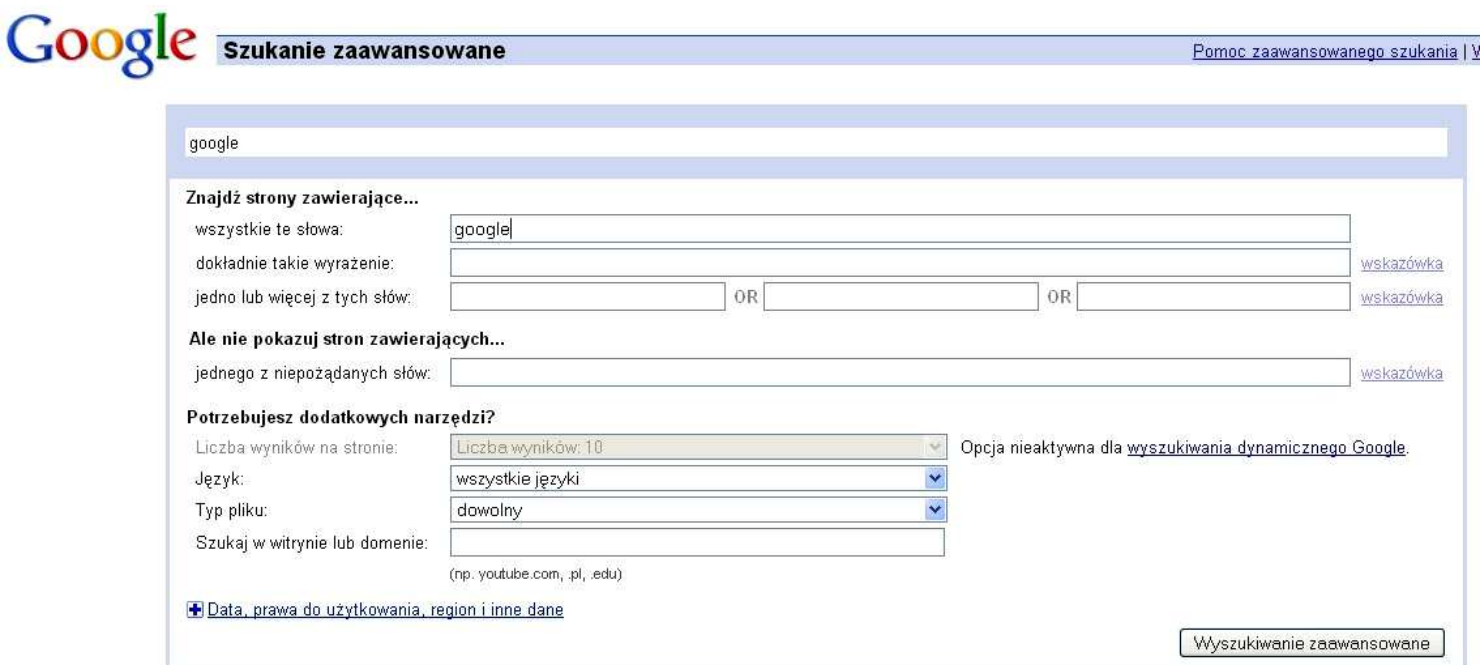 Google Szukanie zaawansowane Pomoc zaawansowanego szukania |
google
Znajdź strony zawierające...
wszystkie te słowa: google
dokładnie takie wyrażenie: wskazówka
jedno lub więcej z tych słów: OR OR wskazówka
Ale nie pokazuj stron zawierających...
jednego z niepożądanych słów: wskazówka
Potrzebujesz dodatkowych narzędzi?
Liczba wyników na stronie: Liczba wyników: 10 Opcja nieaktywna dla wyszukiwania dynamicznego Google.
Język: wszystkie języki
Typ pliku: dowolny
Szukaj w witrynie lub domenie:
(np. youtube.com, .pl, .edu)
Data, prawa do użytkowania, region i inne dane
Wyszukiwanie zaawansowane